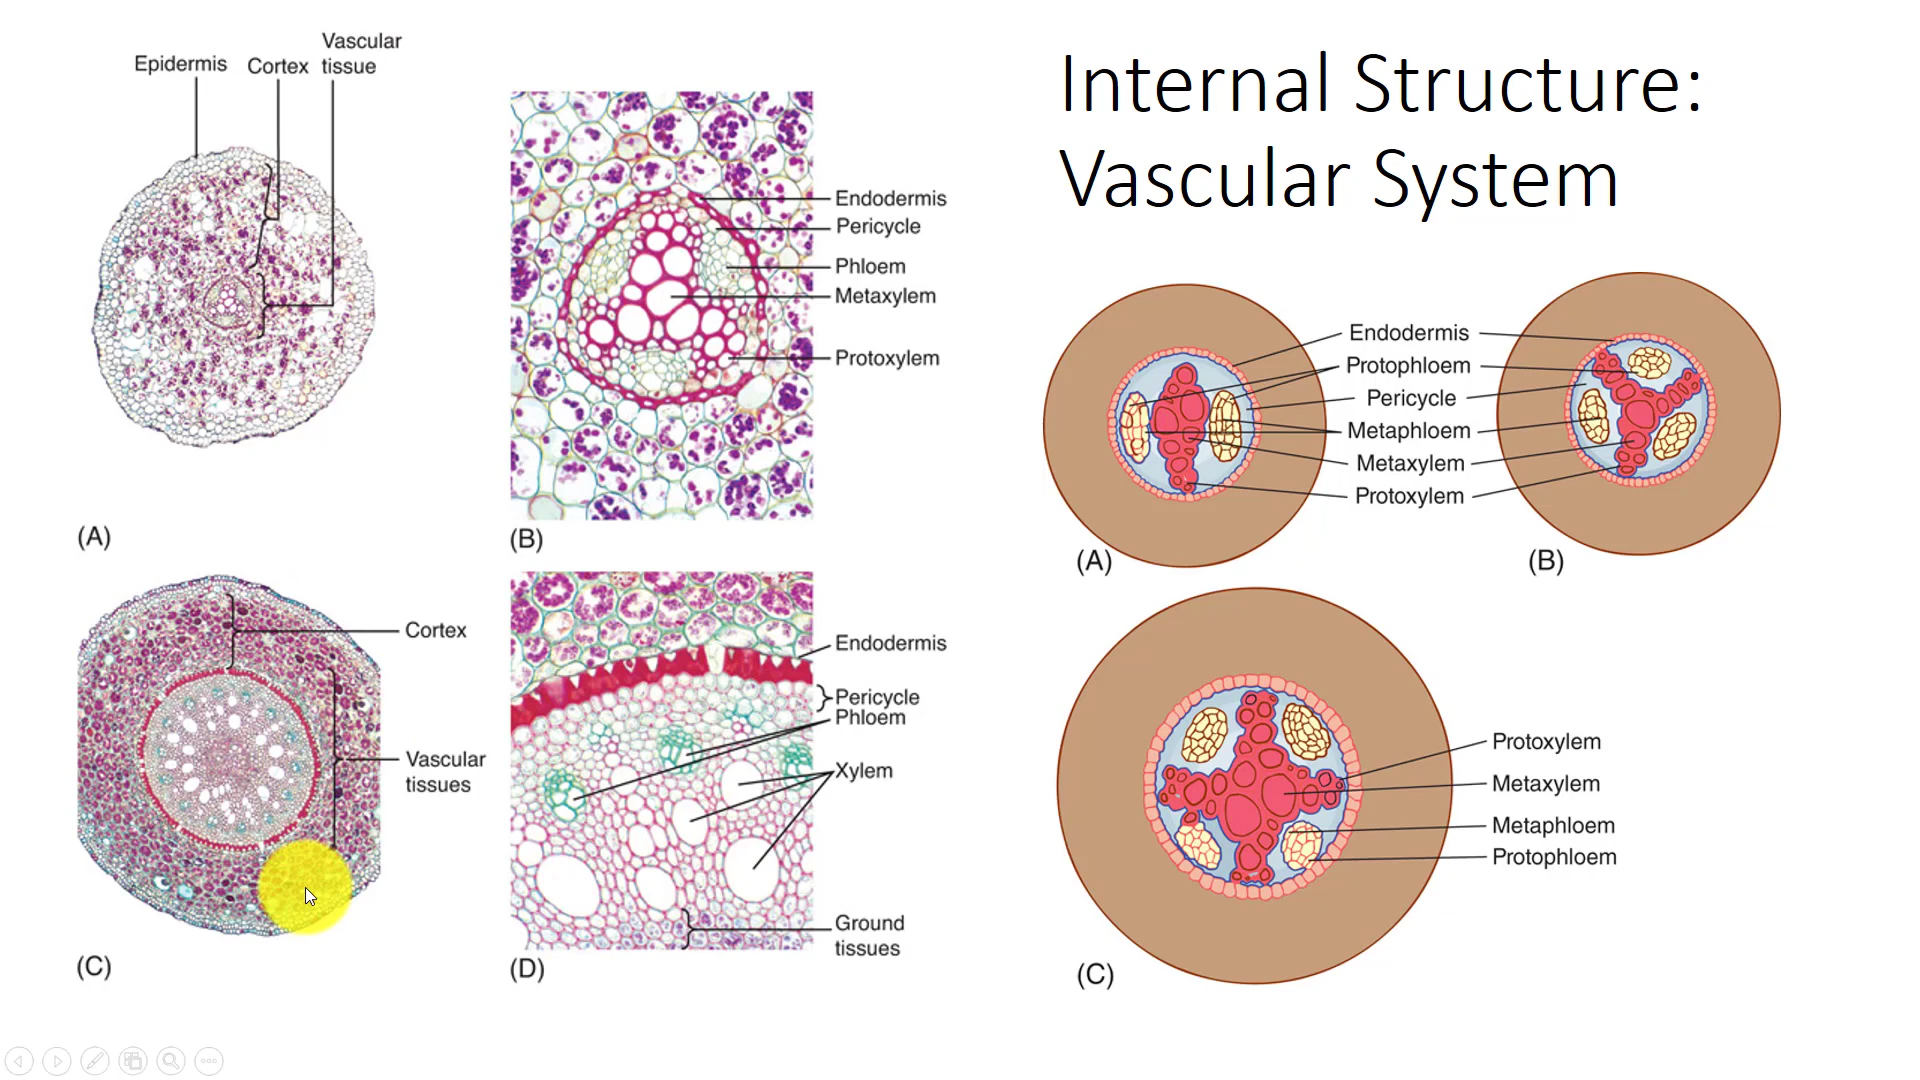 Internal Structure:
Vascular System
Vascular
Epidermis Cortex tissue
Endodermis
Pericycle
Phloem
Metaxylem
Protoxylem
(A)
(B)
Cortex
Vascular
tissues
(C)
Endodermis
Pericycle
Phloem
Xylem
Ground
tissues
(D)
Endodermis
Protophloem
Pericycle
Metaphloem
Metaxylem
Protoxylem
(A)
(B)
Protoxylem
Metaxylem
Metaphloem
Protophloem
(C)